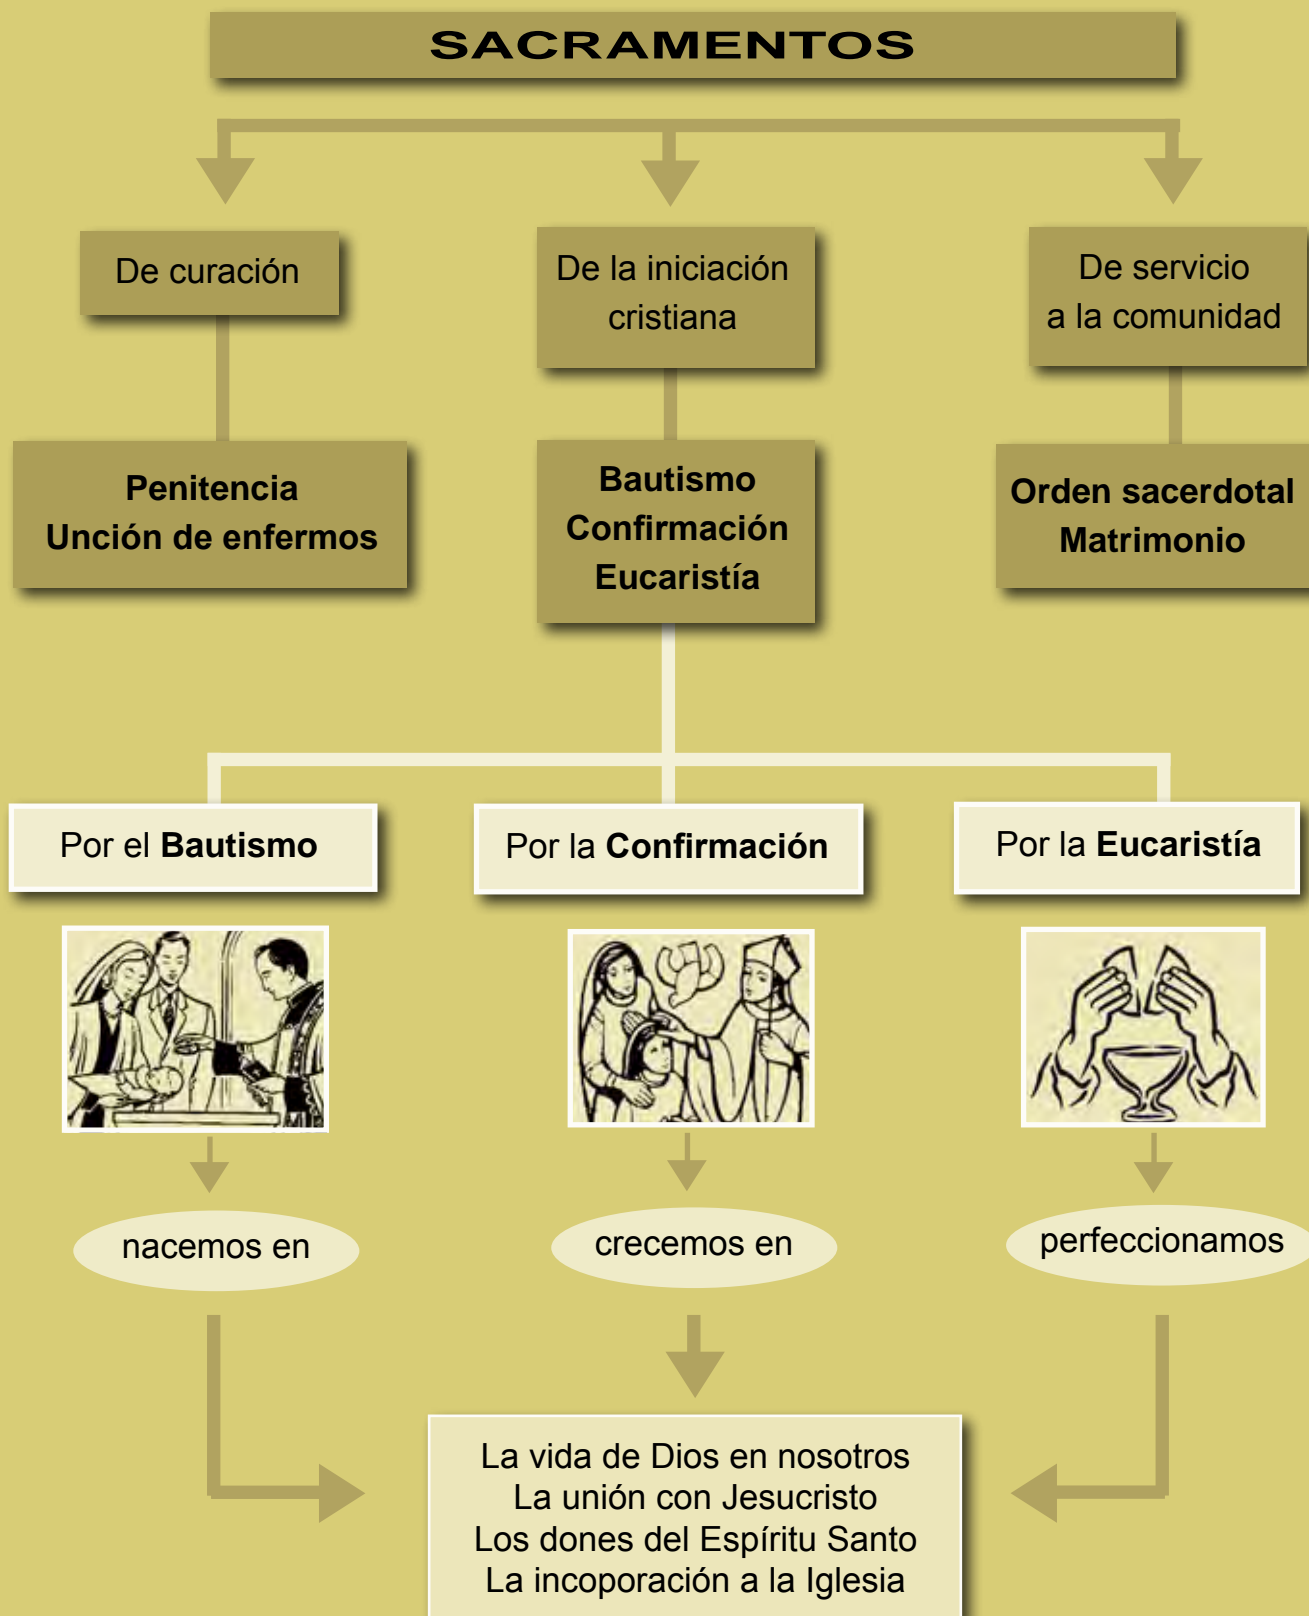 SACRAMENTOS
De curación
De la iniciación
cristiana
De servicio
a la comunidad
Penitencia
Unción de enfermos
Bautismo
Confirmación
Eucaristía
Orden sacerdotal
Matrimonio
Por el Bautismo
Por la Confirmación
Por la Eucaristía
nacemos en
crecemos en
perfeccionamos
La vida de Dios en nosotros
La unión con Jesucristo
Los dones del Espíritu Santo
La incoporación a la Iglesia